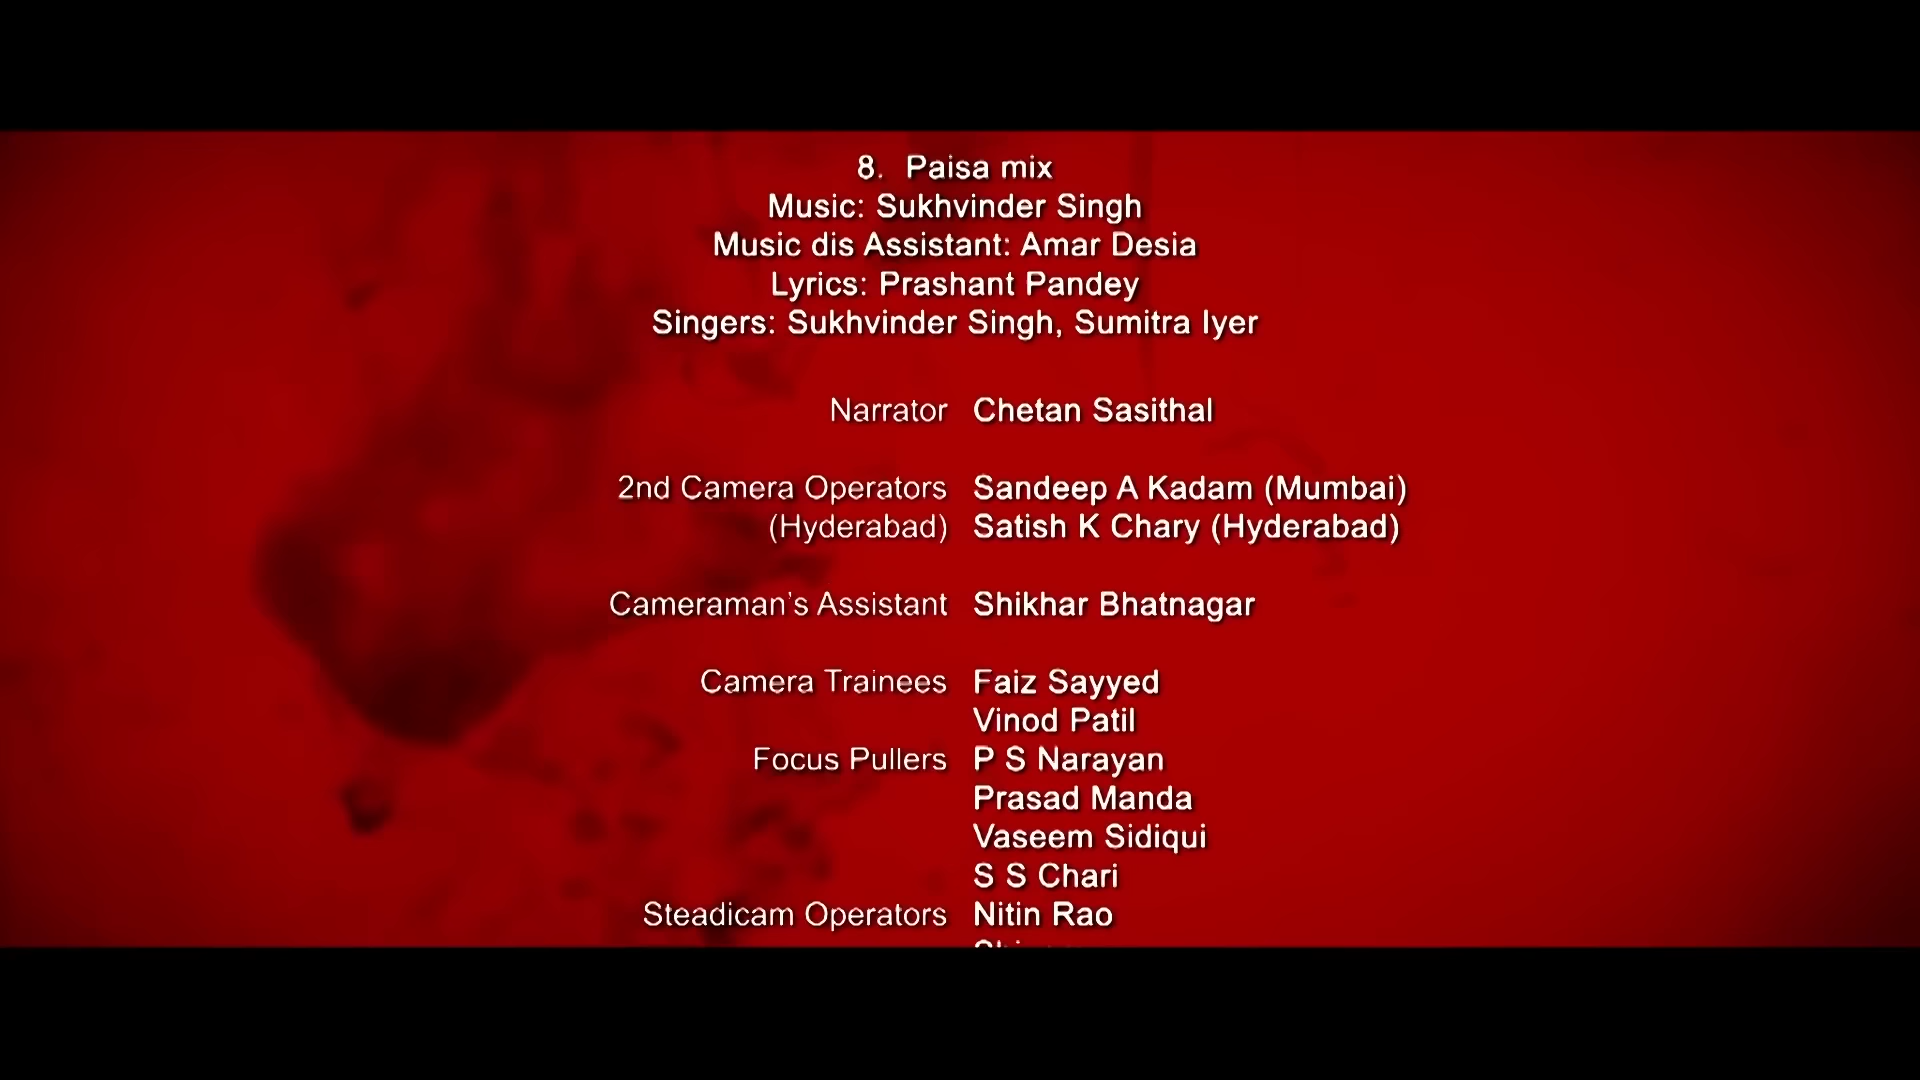 8. Paisa mix
Music: Sukhvinder Singh
Music dis Assistant: Amar Desia
Lyrics: Prashant Pandey
Singers: Sukhvinder Singh, Sumitra Iyer
Narrator Chetan Sasithal
2nd Camera Operators Sandeep A Kadam (Mumbai)
(Hyderabad) Satish K Chary (Hyderabad)
Cameraman's Assistant Shikhar Bhatnagar
Camera Trainees Faiz Sayyed
Vinod Patil
Focus Pullers P S Narayan
Prasad Manda
Vaseem Sidiqui
S S Chari
Steadicam Operators Nitin Rao